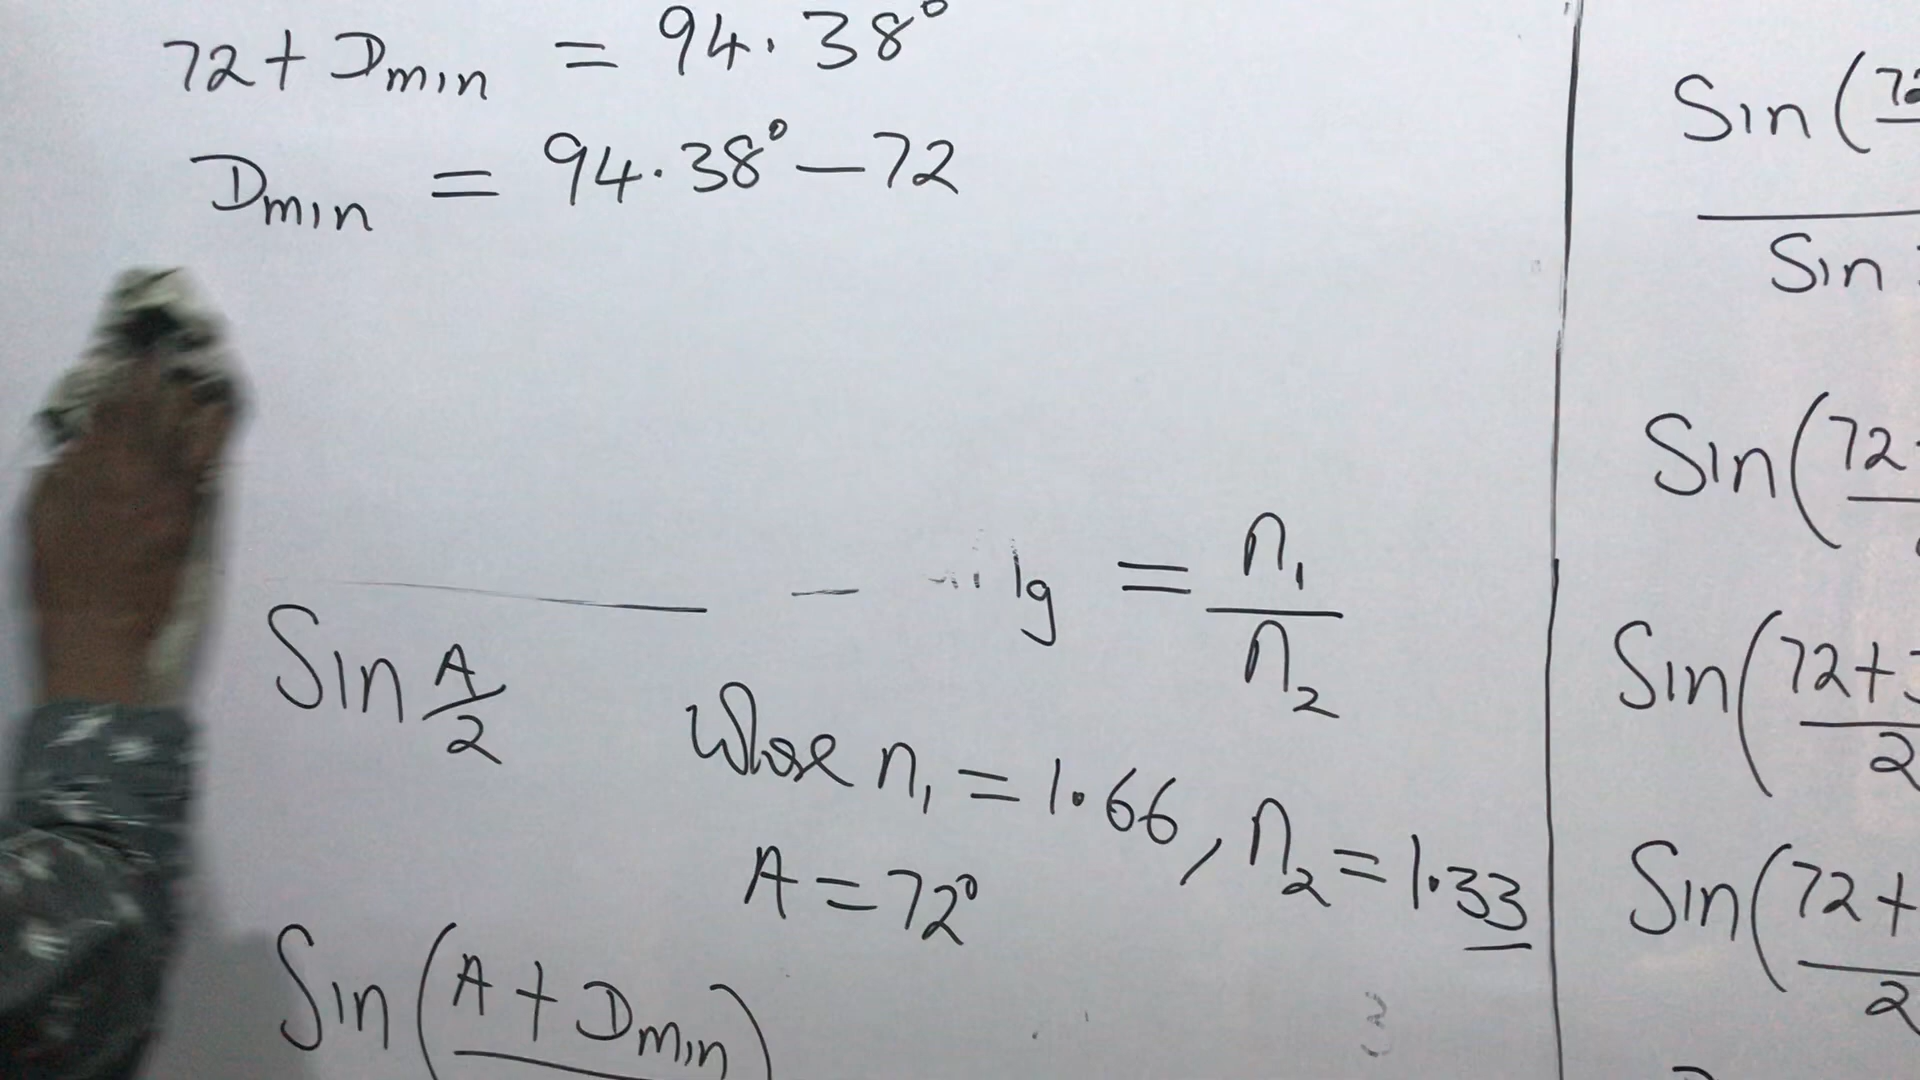 72 + Dmin = 94.38°
Dmin = 94.38° – 72
Sin A/2
lg = n₁/n₂
n₁ = 1.66, n₂ = 1.33
A = 72°
Sin(A + Dmin)
Sin(72
Sin
Sin(72
Sin(72+
2
Sin(72+
2